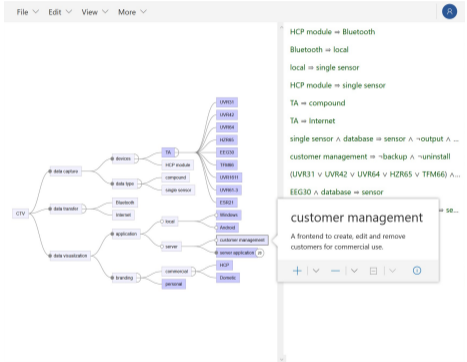 File Edit View More
R
HCP module ⇒ Bluetooth
Bluetooth ⇒ local
local ⇒ single sensor
HCP module ⇒ single sensor
TA ⇒ compound
TA ⇒ Internet
single sensor ∧ database ⇒ sensor ∧ ¬output ∧ ...
customer management ⇒ ¬backup ∧ ¬uninstall
(UVR31 ∨ UVR42 ∨ UVR64 ∨ HZR65 ∨ TFM66) ∧...
EEG30 ∧ database ⇒ sensor
⇒ se...
CTV
data capture
devices
TA
UVR31
UVR42
UVR64
HZR65
EEG30
TFM66
UVR1611
UVR61.3
ESR21
HCP module
data type
compound
single sensor
data transfer
Bluetooth
Internet
data visualization
application
local
Windows
Android
server
customer management
server application
branding
commercial
HCP
Donatic
personal
customer management
A frontend to create, edit and remove
customers for commercial use.